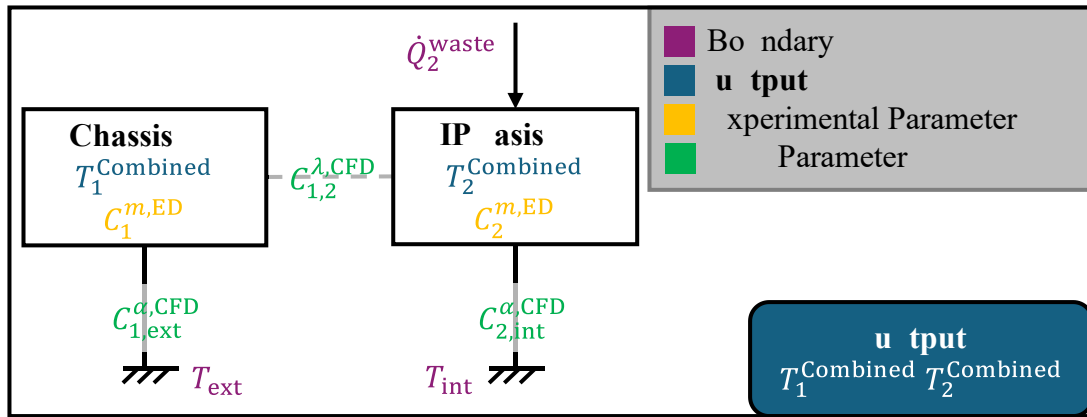 Q̇₂^waste
Bo ndary
u tput
xperimental Parameter
Parameter
Chassis
T₁^Combined
C₁^m,ED
C₁,₂^λ,CFD
IP asis
T₂^Combined
C₂^m,ED
C₁,ext^α,CFD
C₂,int^α,CFD
T_ext
T_int
u tput
T₁^Combined T₂^Combined